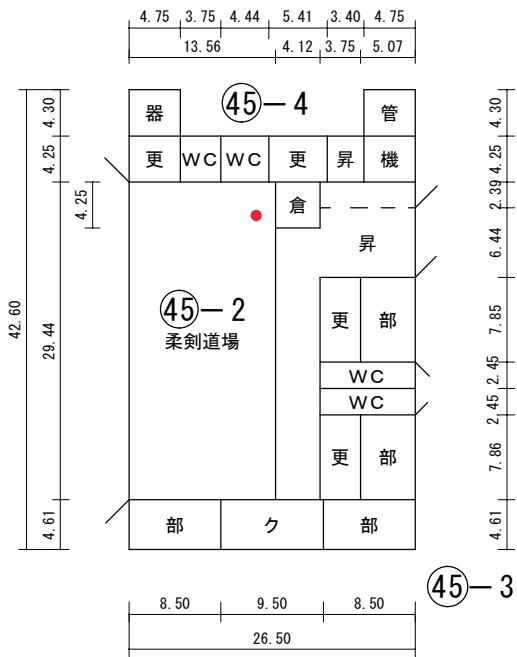 4.75 3.75 4.44 5.41 3.40 4.75
13.56 4.12 3.75 5.07
4.30 器 ㊺－4 管 4.30
4.25 更 WC WC 更 昇 機 4.25
4.25 倉 2.39
昇 6.44
42.60 29.44 ㊺－2 更 部 7.85
柔剣道場
WC 2.45
WC 2.45
更 部 7.86
4.61 部 ク 部 4.61
㊺－3
8.50 9.50 8.50
26.50